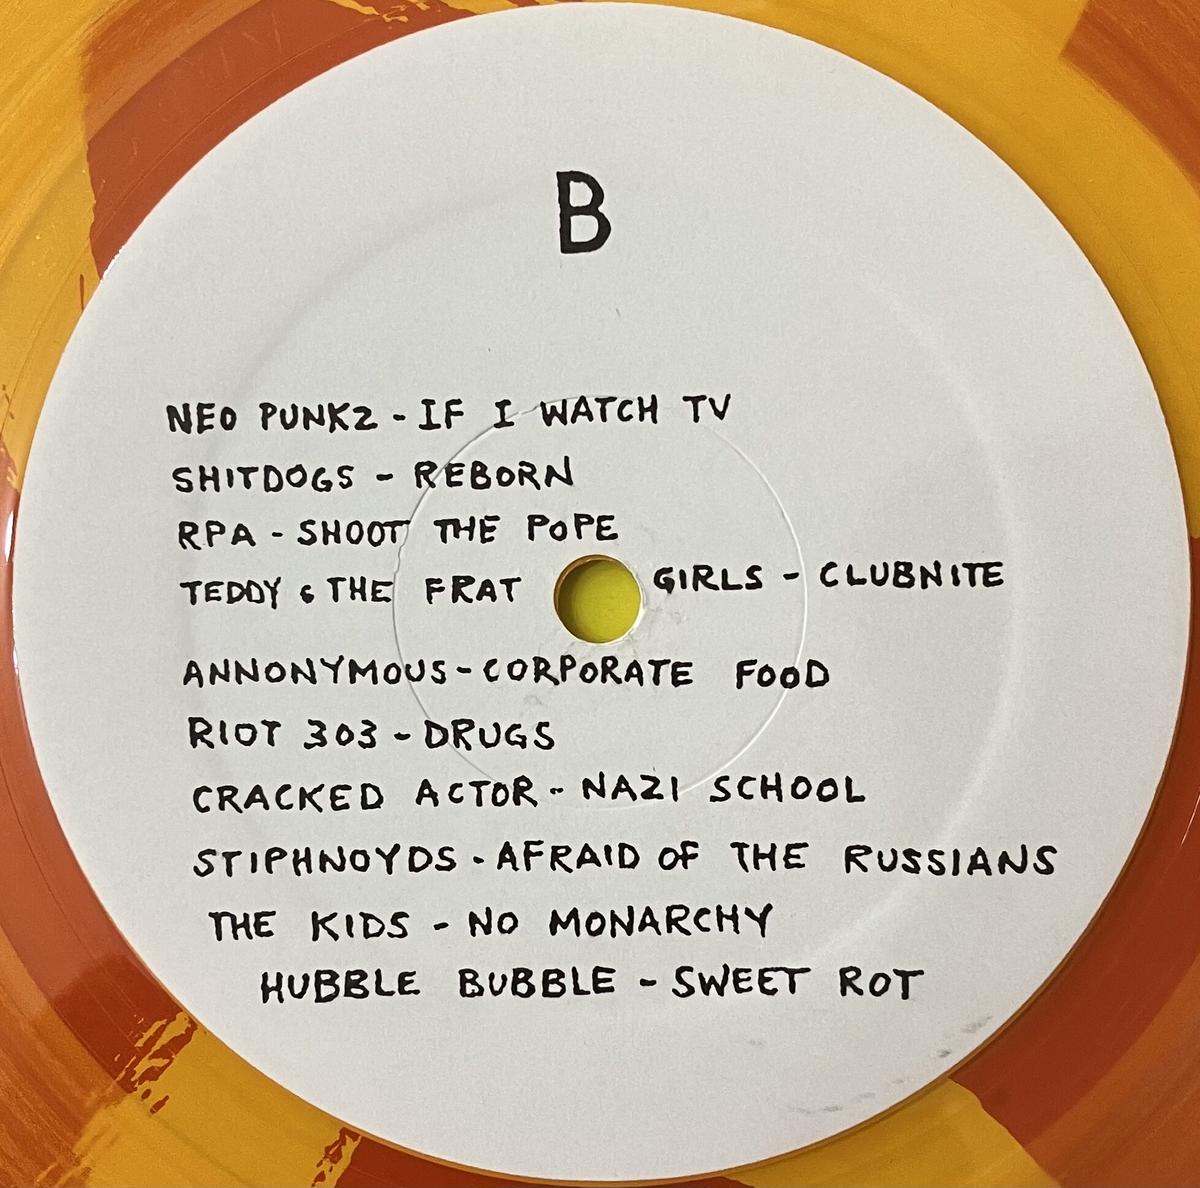 B
NEO PUNKZ - IF I WATCH TV
SHITDOGS - REBORN
RPA - SHOOT THE POPE
TEDDY & THE FRAT GIRLS - CLUBNITE
ANNONYMOUS - CORPORATE FOOD
RIOT 303 - DRUGS
CRACKED ACTOR - NAZI SCHOOL
STIPHNOYDS - AFRAID OF THE RUSSIANS
THE KIDS - NO MONARCHY
HUBBLE BUBBLE - SWEET ROT